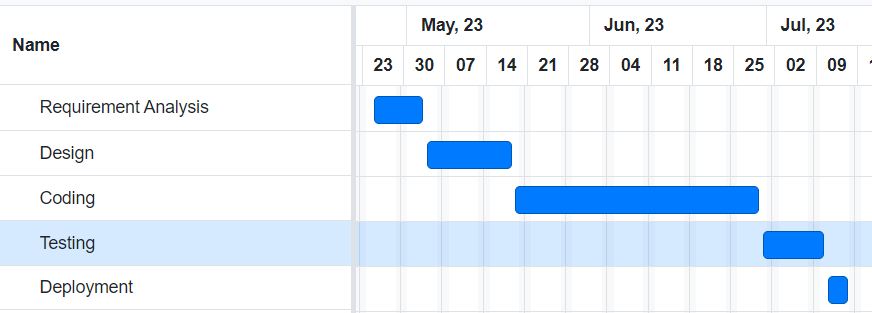 Name
May, 23 Jun, 23 Jul, 23
23 30 07 14 21 28 04 11 18 25 02 09
Requirement Analysis
Design
Coding
Testing
Deployment